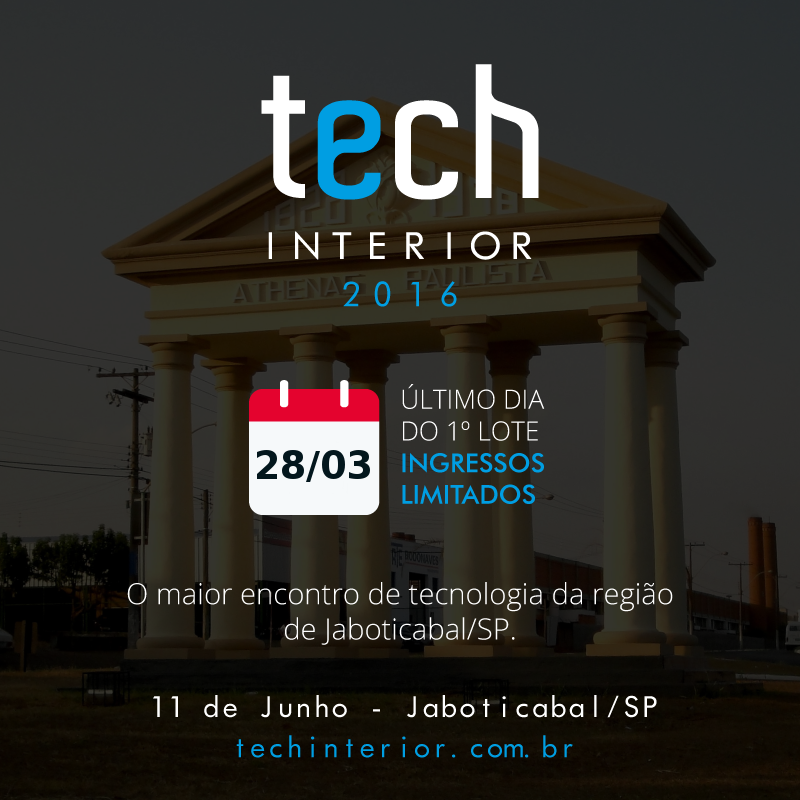 tech
INTERIOR
2016
ATHENAS PAULISTA
28/03
ÚLTIMO DIA
DO 1º LOTE
INGRESSOS
LIMITADOS
O maior encontro de tecnologia da região
de Jaboticabal/SP.
11 de Junho - Jaboticabal/SP
techinterior.com.br